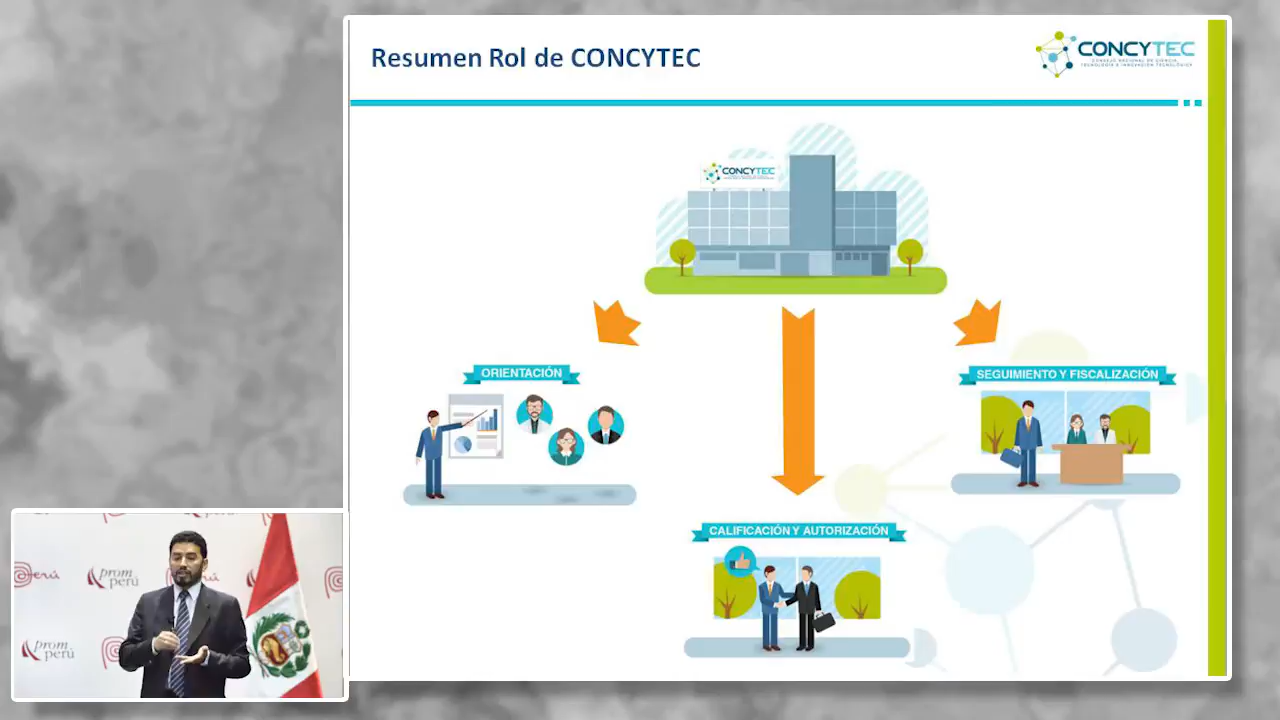 Resumen Rol de CONCYTEC
CONCYTEC
CONSEJO NACIONAL DE CIENCIA,
TECNOLOGÍA E INNOVACIÓN TECNOLÓGICA
CONCYTEC
ORIENTACIÓN
SEGUIMIENTO Y FISCALIZACIÓN
CALIFICACIÓN Y AUTORIZACIÓN
Perú
prom
perú
prom
perú